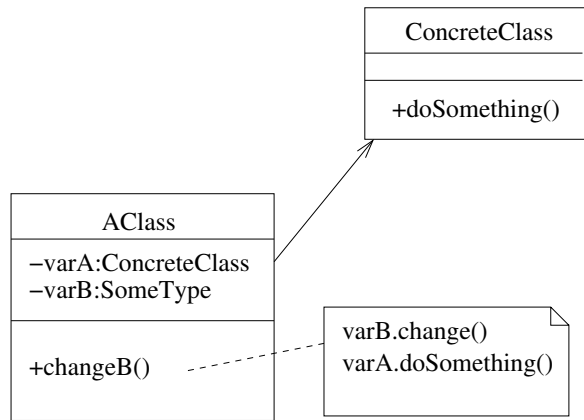 ConcreteClass
+doSomething()
AClass
−varA:ConcreteClass
−varB:SomeType
+changeB()
varB.change()
varA.doSomething()